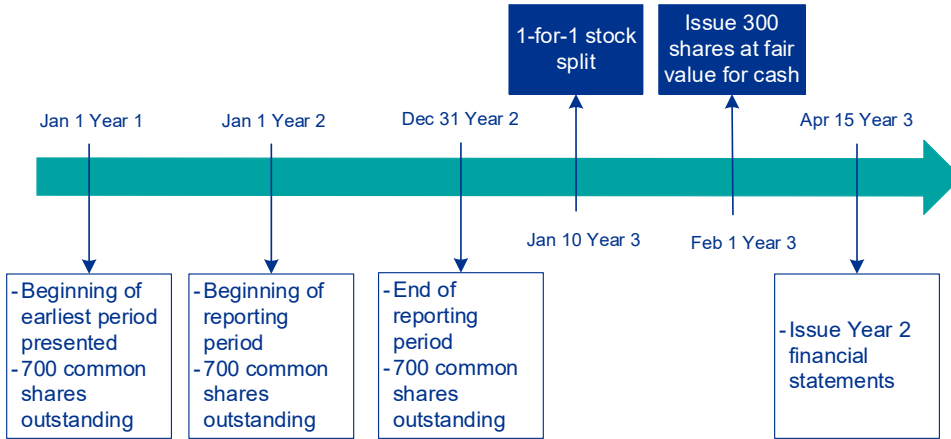 1-for-1 stock
split
Issue 300
shares at fair
value for cash
Jan 1 Year 1
Jan 1 Year 2
Dec 31 Year 2
Apr 15 Year 3
Jan 10 Year 3
Feb 1 Year 3
-Beginning of
earliest period
presented
-700 common
shares
outstanding
-Beginning of
reporting
period
-700 common
shares
outstanding
-End of
reporting
period
-700 common
shares
outstanding
-Issue Year 2
financial
statements